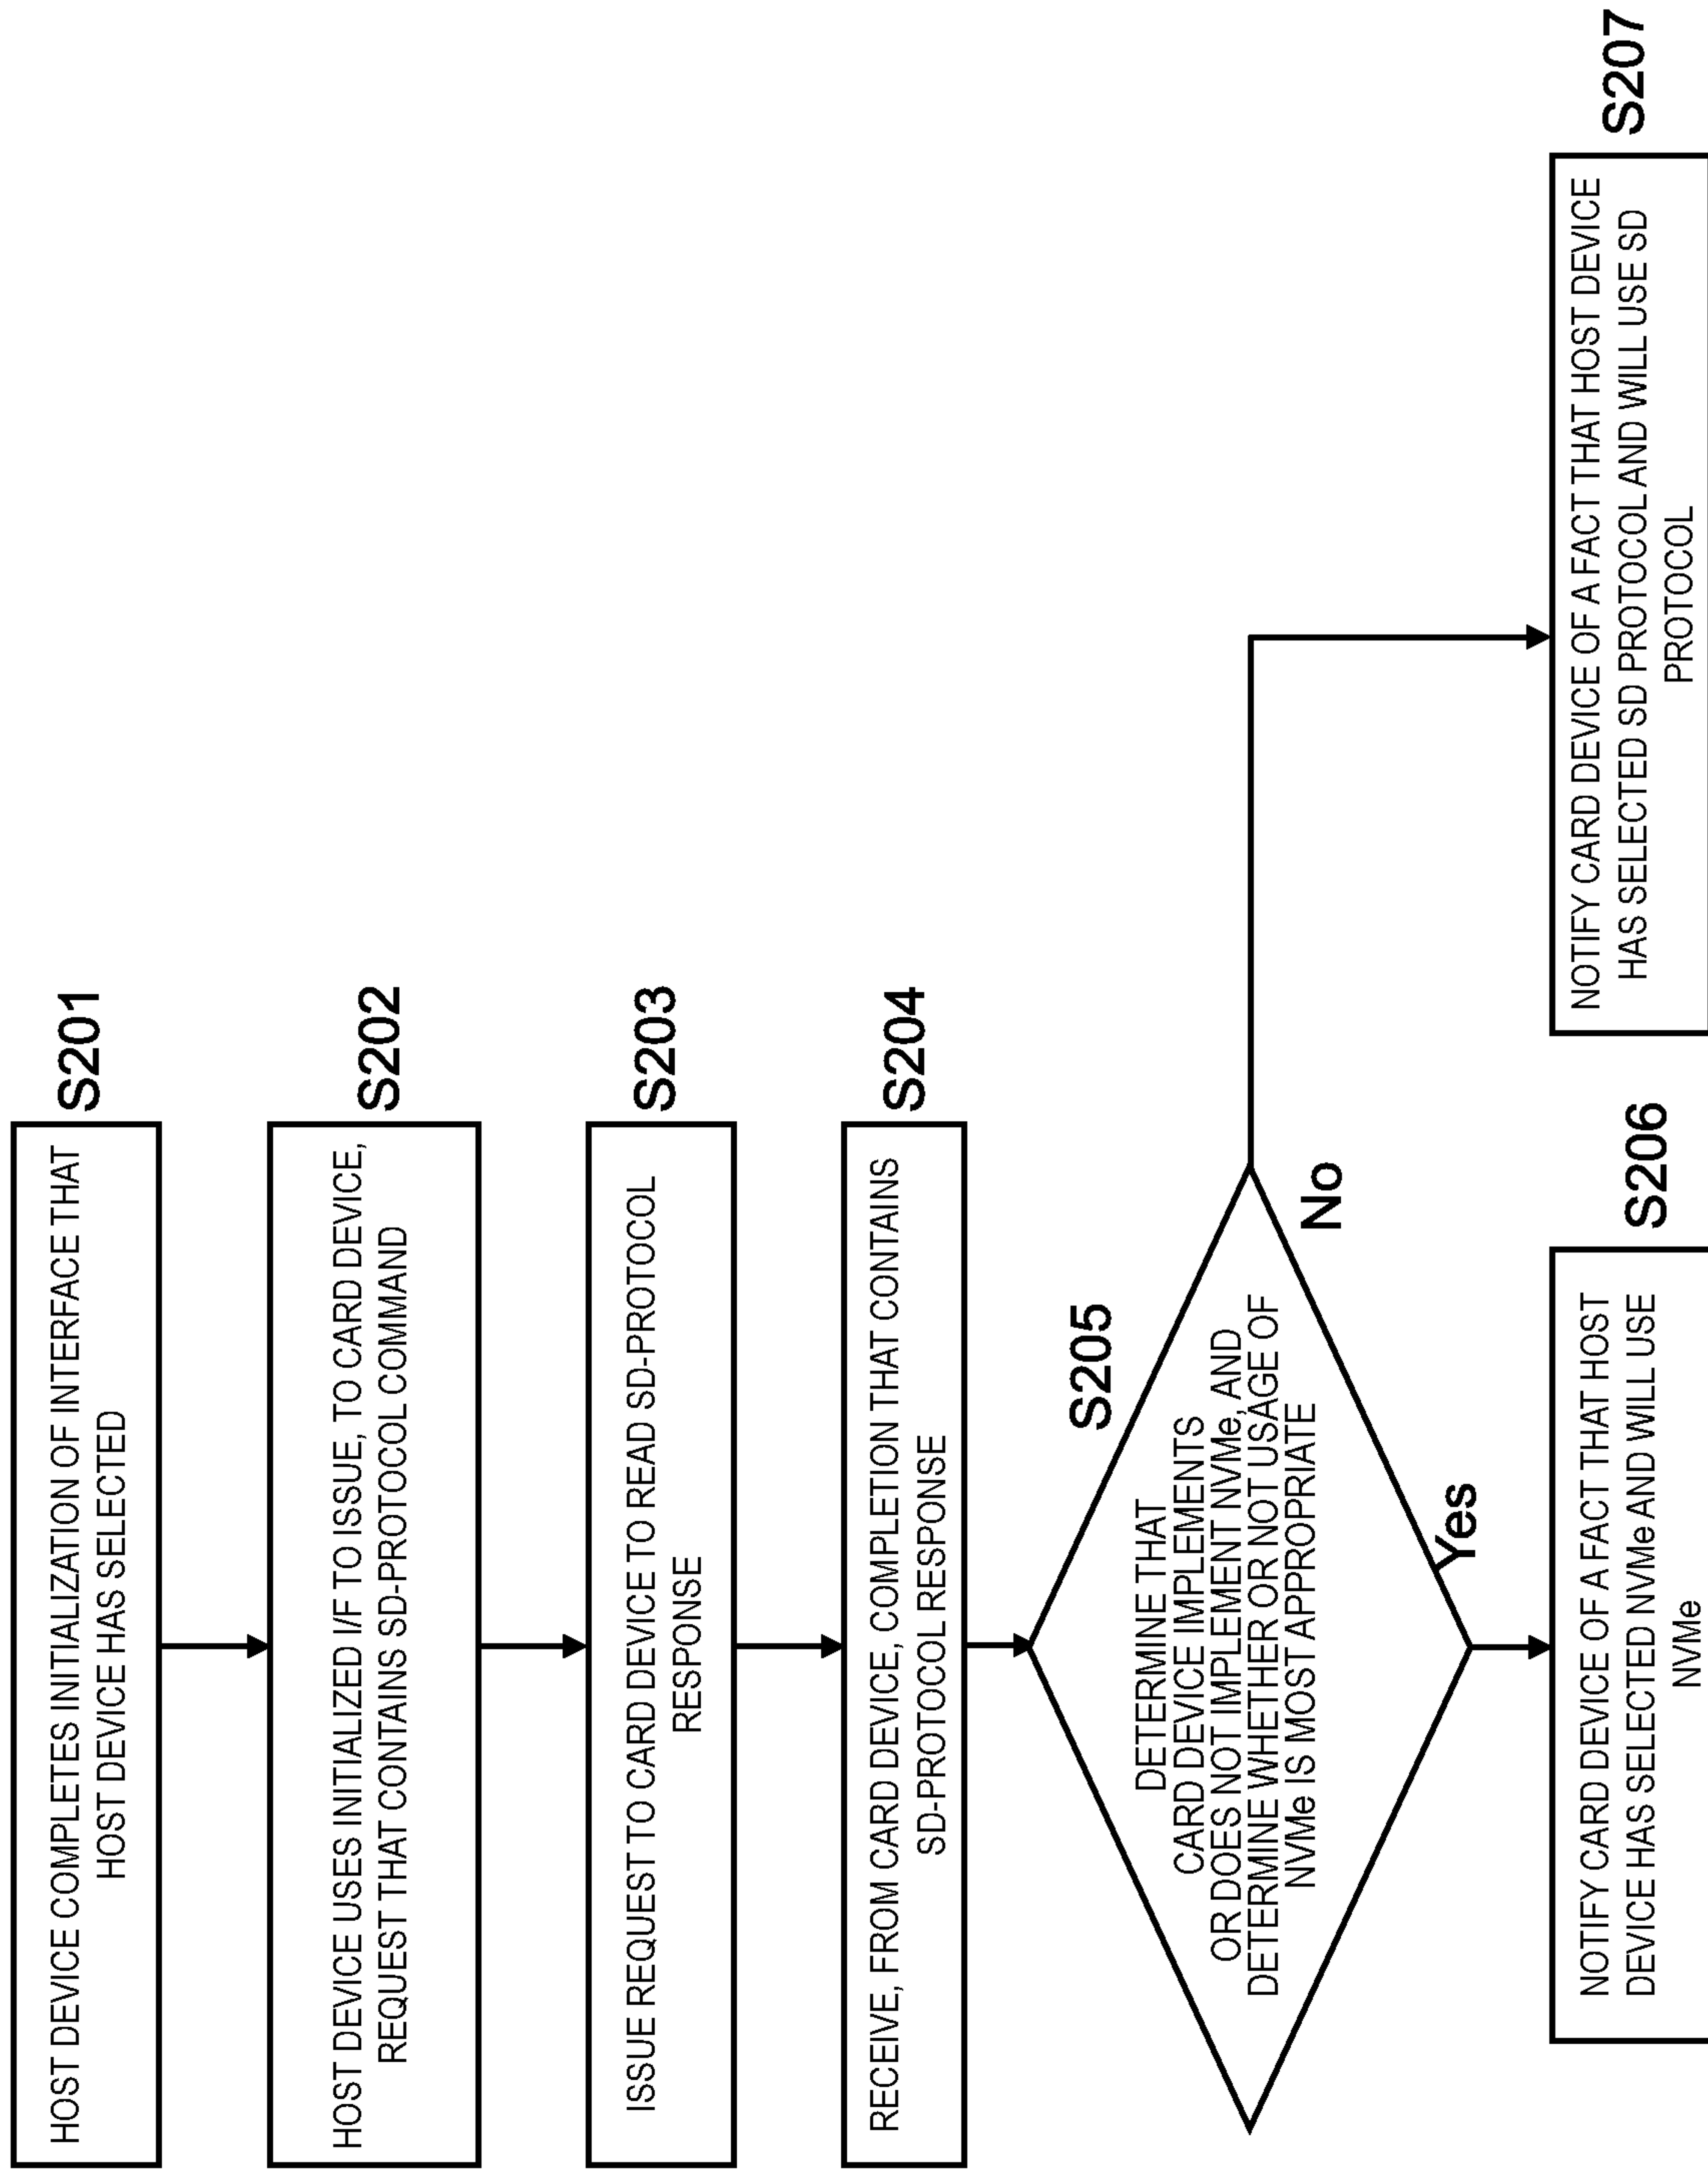 HOST DEVICE COMPLETES INITIALIZATION OF INTERFACE THAT
HOST DEVICE HAS SELECTED
S201
HOST DEVICE USES INITIALIZED I/F TO ISSUE, TO CARD DEVICE,
REQUEST THAT CONTAINS SD-PROTOCOL COMMAND
S202
ISSUE REQUEST TO CARD DEVICE TO READ SD-PROTOCOL
RESPONSE
S203
RECEIVE, FROM CARD DEVICE, COMPLETION THAT CONTAINS
SD-PROTOCOL RESPONSE
S204
S205
DETERMINE THAT
CARD DEVICE IMPLEMENTS
OR DOES NOT IMPLEMENT NVMe, AND
DETERMINE WHETHER OR NOT USAGE OF
NVMe IS MOST APPROPRIATE
No
Yes
NOTIFY CARD DEVICE OF A FACT THAT HOST
DEVICE HAS SELECTED NVMe AND WILL USE
NVMe
S206
NOTIFY CARD DEVICE OF A FACT THAT HOST DEVICE
HAS SELECTED SD PROTOCOL AND WILL USE SD
PROTOCOL
S207